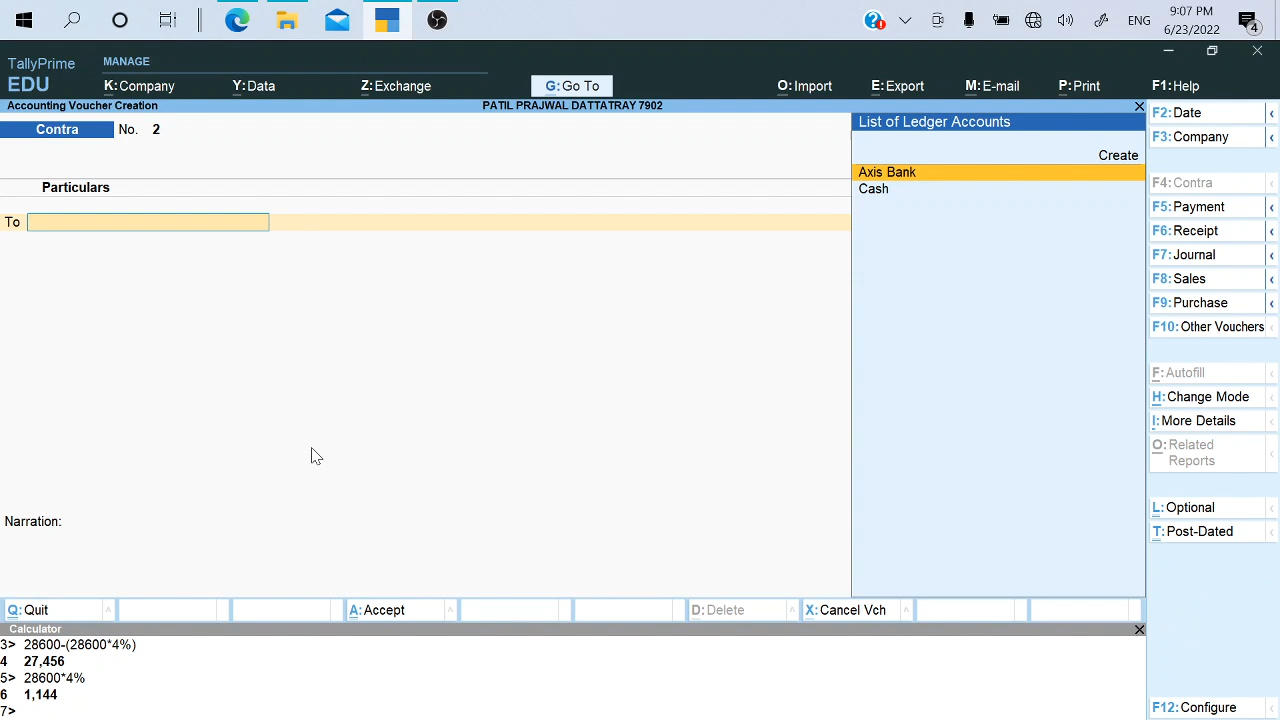 ENG
9:07 PM
6/23/2022
4
TallyPrime
EDU
MANAGE
K:Company
Y:Data
Z:Exchange
G:Go To
O:Import
E:Export
M:E-mail
P:Print
F1:Help
Accounting Voucher Creation
PATIL PRAJWAL DATTATRAY 7902
Contra No. 2
Particulars
To
Narration:
List of Ledger Accounts
Create
Axis Bank
Cash
F2:Date
F3:Company
F4:Contra
F5:Payment
F6:Receipt
F7:Journal
F8:Sales
F9:Purchase
F10:Other Vouchers
F:Autofill
H:Change Mode
I:More Details
O:Related
Reports
L:Optional
T:Post-Dated
F12:Configure
Q:Quit
A:Accept
D:Delete
X:Cancel Vch
Calculator
3> 28600-(28600*4%)
4 27,456
5> 28600*4%
6 1,144
7>